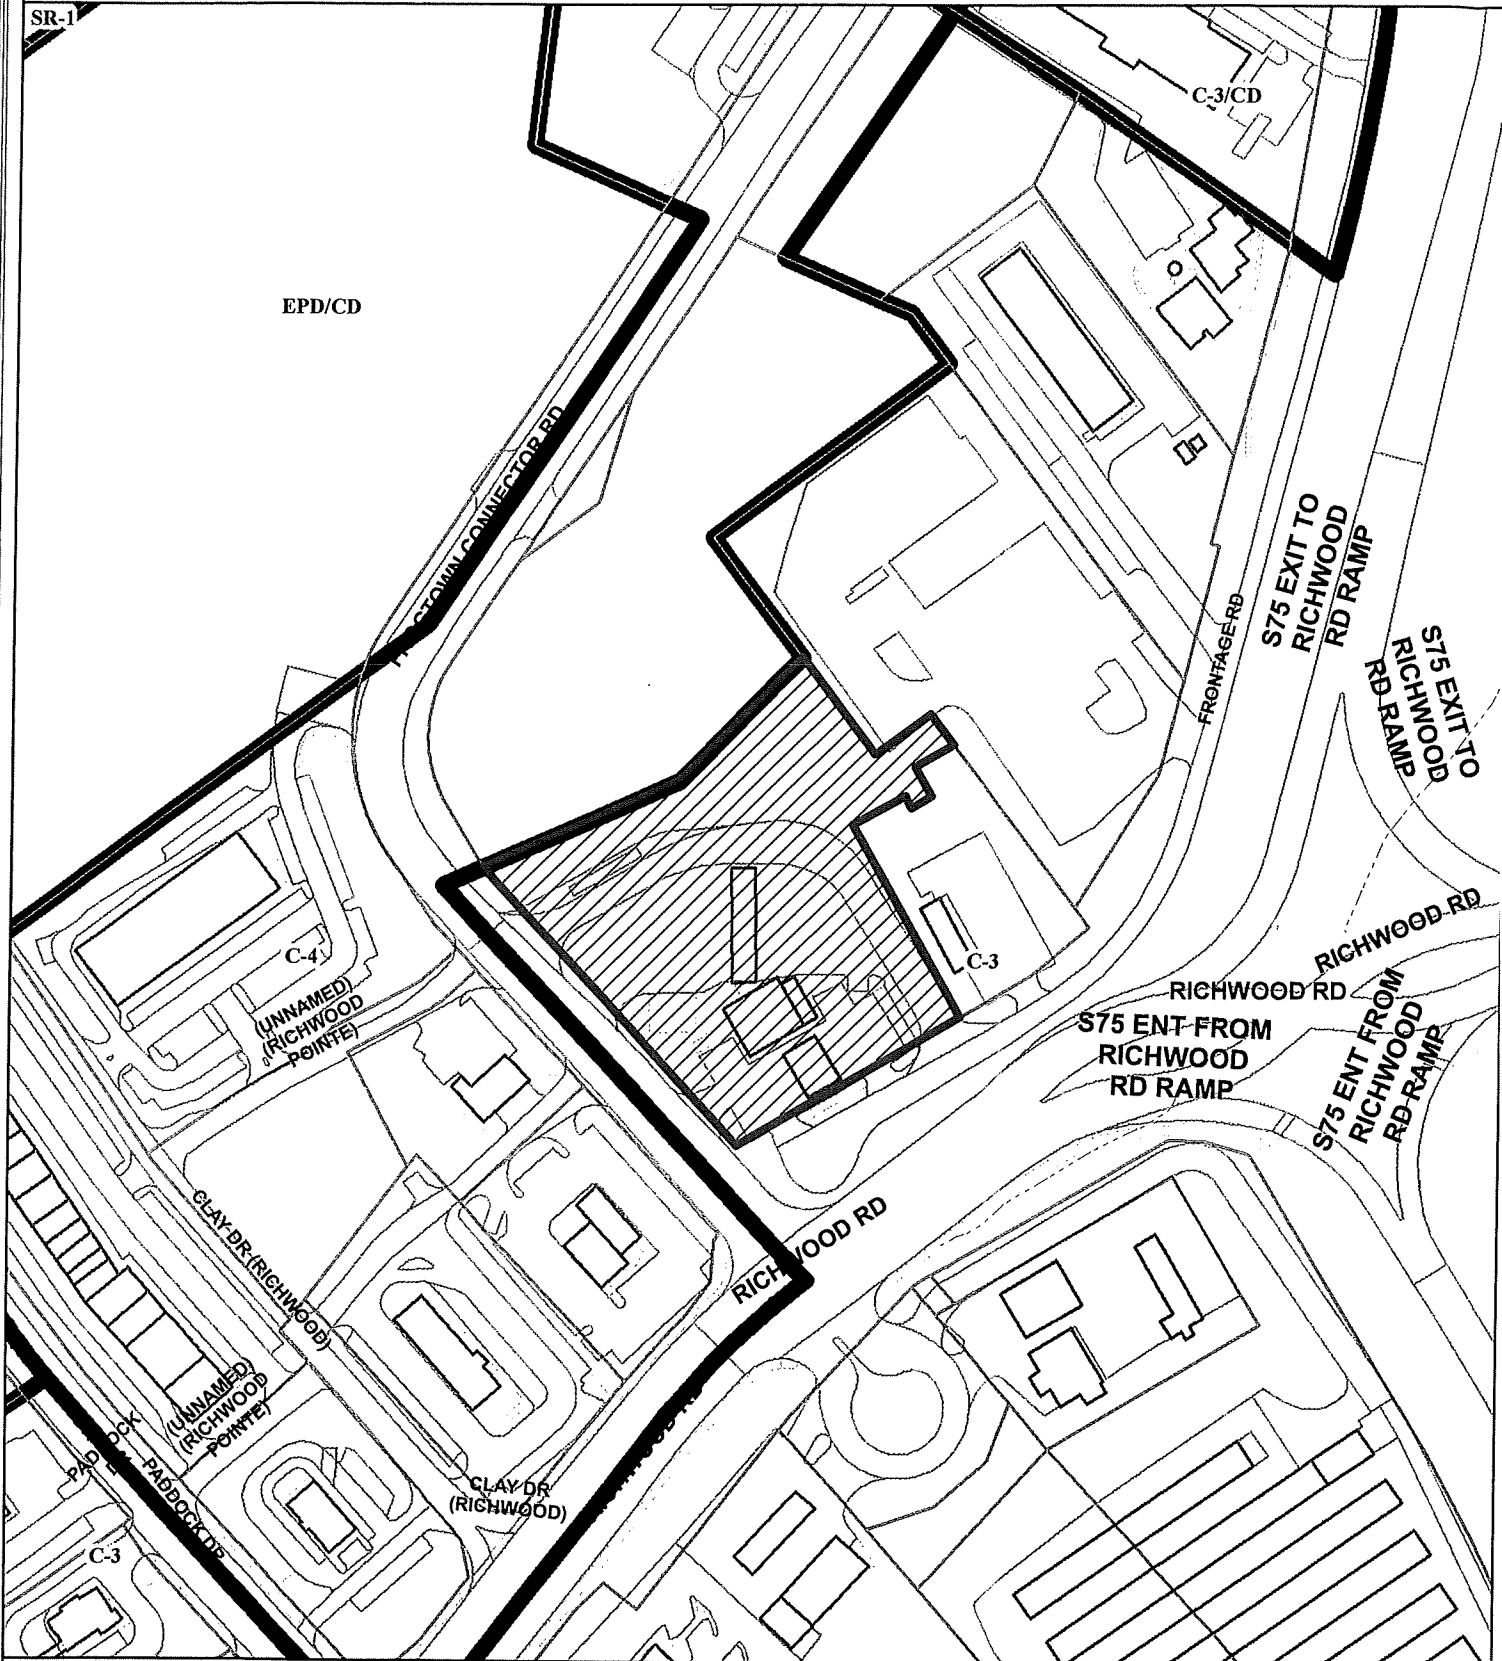 SR-1
C-3/CD
EPD/CD
CONNECTOR RD
S75 EXIT TO
RICHWOOD
RD RAMP
FRONTAGE RD
S75 EXIT TO
RICHWOOD
RD RAMP
RICHWOOD RD
C-4
C-3
(UNNAMED)
(RICHWOOD
POINTE)
RICHWOOD RD
S75 ENT FROM
RICHWOOD
RD RAMP
S75 ENT FROM
RICHWOOD
RD RAMP
CLAY DR (RICHWOOD)
RICHWOOD RD
(UNNAMED)
(RICHWOOD
POINTE)
PADDOCK
PADDOCK DR
CLAY DR
(RICHWOOD)
C-3